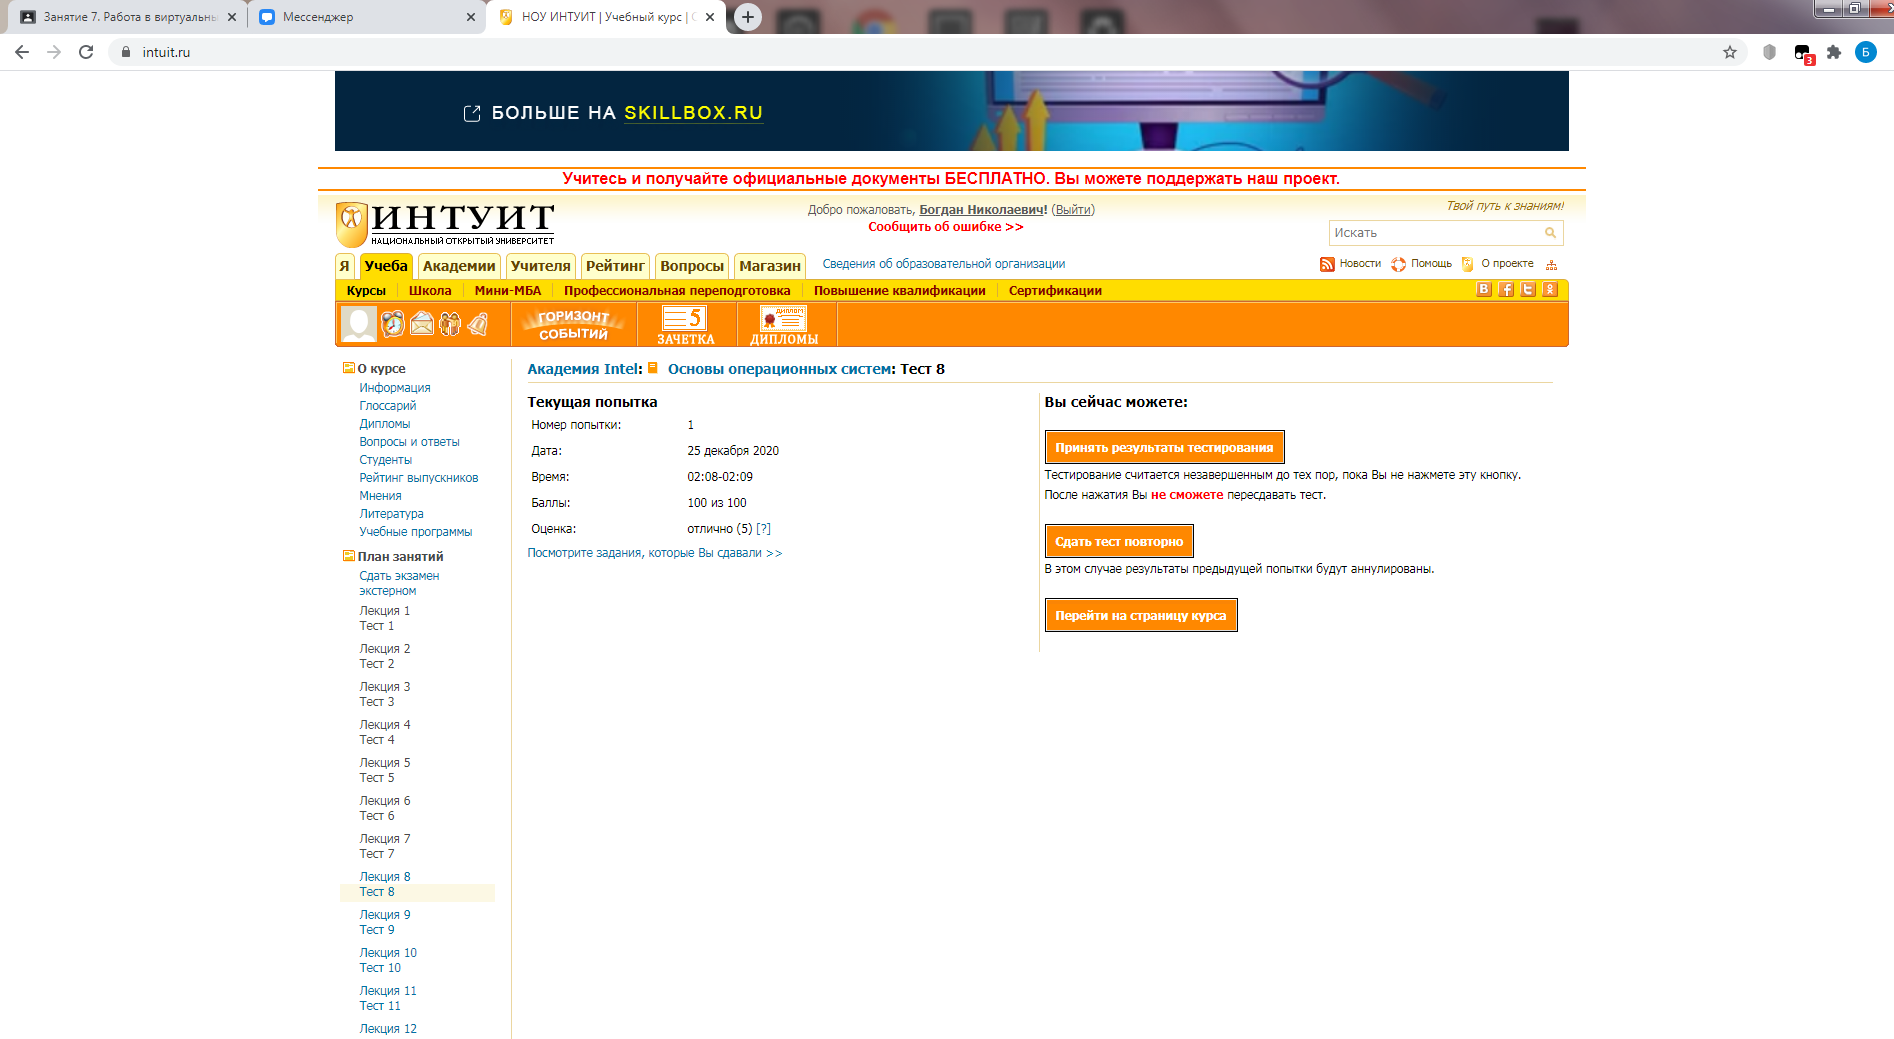 Занятие 7. Работа в виртуальн
Мессенджер
НОУ ИНТУИТ | Учебный курс |
intuit.ru
3
Б
БОЛЬШЕ НА SKILLBOX.RU
Учитесь и получайте официальные документы БЕСПЛАТНО. Вы можете поддержать наш проект.
ИНТУИТ
НАЦИОНАЛЬНЫЙ ОТКРЫТЫЙ УНИВЕРСИТЕТ
Добро пожаловать, Богдан Николаевич! (Выйти)
Сообщить об ошибке >>
Твой путь к знаниям!
Искать
Я Учеба Академии Учителя Рейтинг Вопросы Магазин Сведения об образовательной организации Новости Помощь О проекте
Курсы Школа Мини-МБА Профессиональная переподготовка Повышение квалификации Сертификации
ГОРИЗОНТ СОБЫТИЙ
5 ЗАЧЕТКА
ДИПЛОМ ДИПЛОМЫ
О курсе
Информация
Глоссарий
Дипломы
Вопросы и ответы
Студенты
Рейтинг выпускников
Мнения
Литература
Учебные программы
План занятий
Сдать экзамен
экстерном
Лекция 1
Тест 1
Лекция 2
Тест 2
Лекция 3
Тест 3
Лекция 4
Тест 4
Лекция 5
Тест 5
Лекция 6
Тест 6
Лекция 7
Тест 7
Лекция 8
Тест 8
Лекция 9
Тест 9
Лекция 10
Тест 10
Лекция 11
Тест 11
Лекция 12
Академия Intel: Основы операционных систем: Тест 8
Текущая попытка
Номер попытки: 1
Дата: 25 декабря 2020
Время: 02:08-02:09
Баллы: 100 из 100
Оценка: отлично (5) [?]
Посмотрите задания, которые Вы сдавали >>
Вы сейчас можете:
Принять результаты тестирования
Тестирование считается незавершенным до тех пор, пока Вы не нажмете эту кнопку.
После нажатия Вы не сможете пересдавать тест.
Сдать тест повторно
В этом случае результаты предыдущей попытки будут аннулированы.
Перейти на страницу курса